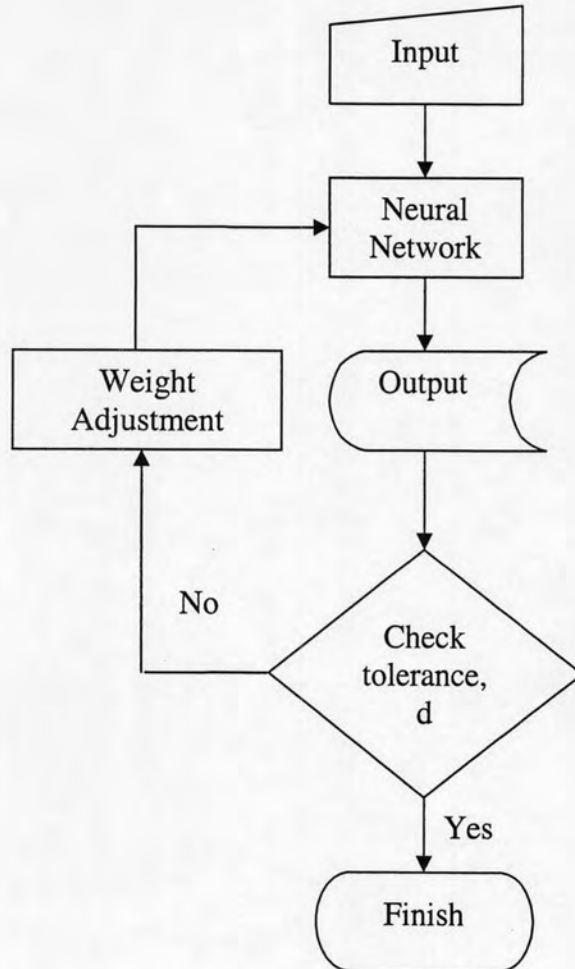 Input
Neural
Network
Weight
Adjustment
Output
No
Check
tolerance,
d
Yes
Finish